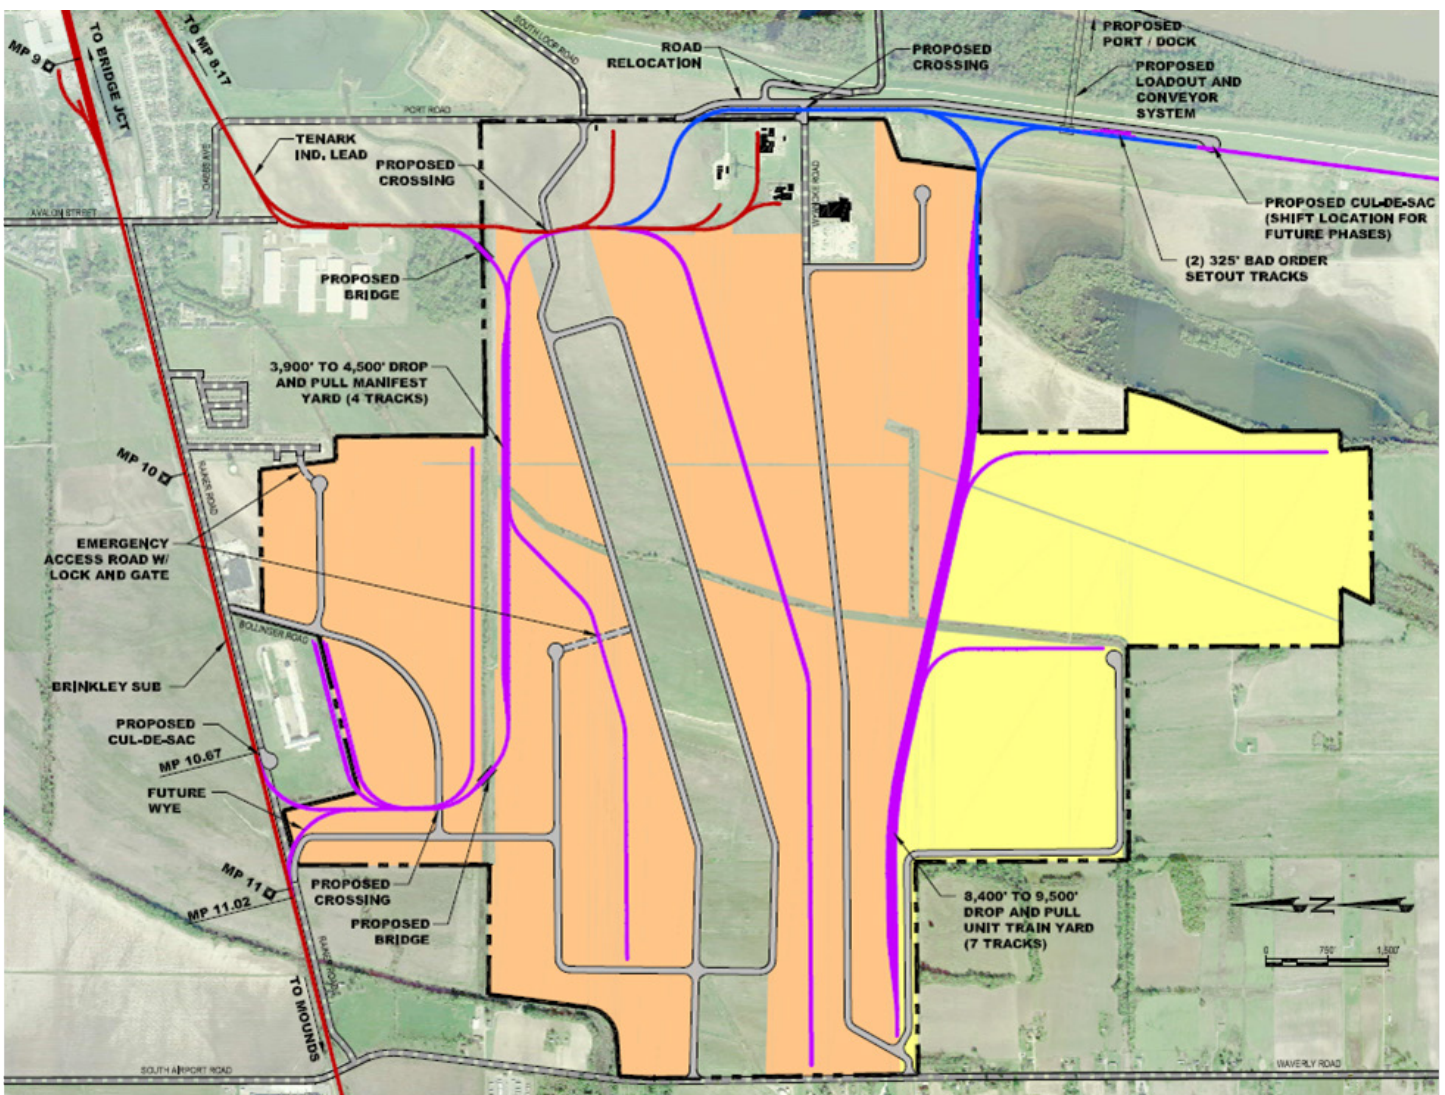 MP 9
TO BRIDGE JCT
TO MP 8.17
SOUTH LOOP ROAD
ROAD
RELOCATION
PROPOSED
CROSSING
PROPOSED
PORT / DOCK
PROPOSED
LOADOUT AND
CONVEYOR
SYSTEM
PORT ROAD
DABBS AVE
TENARK
IND. LEAD
PROPOSED
CROSSING
AVALON STREET
PROPOSED CUL-DE-SAC
(SHIFT LOCATION FOR
FUTURE PHASES)
(2) 325' BAD ORDER
SETOUT TRACKS
PROPOSED
BRIDGE
3,900' TO 4,500' DROP
AND PULL MANIFEST
YARD (4 TRACKS)
MP 10
RAINER ROAD
EMERGENCY
ACCESS ROAD W/
LOCK AND GATE
BOLLINGER ROAD
BRINKLEY SUB
PROPOSED
CUL-DE-SAC
MP 10.67
FUTURE
WYE
MP 11
MP 11.02
PROPOSED
CROSSING
PROPOSED
BRIDGE
8,400' TO 9,500'
DROP AND PULL
UNIT TRAIN YARD
(7 TRACKS)
N
0 750' 1,500'
TO MOUNDS
SOUTH AIRPORT ROAD
WAVERLY ROAD